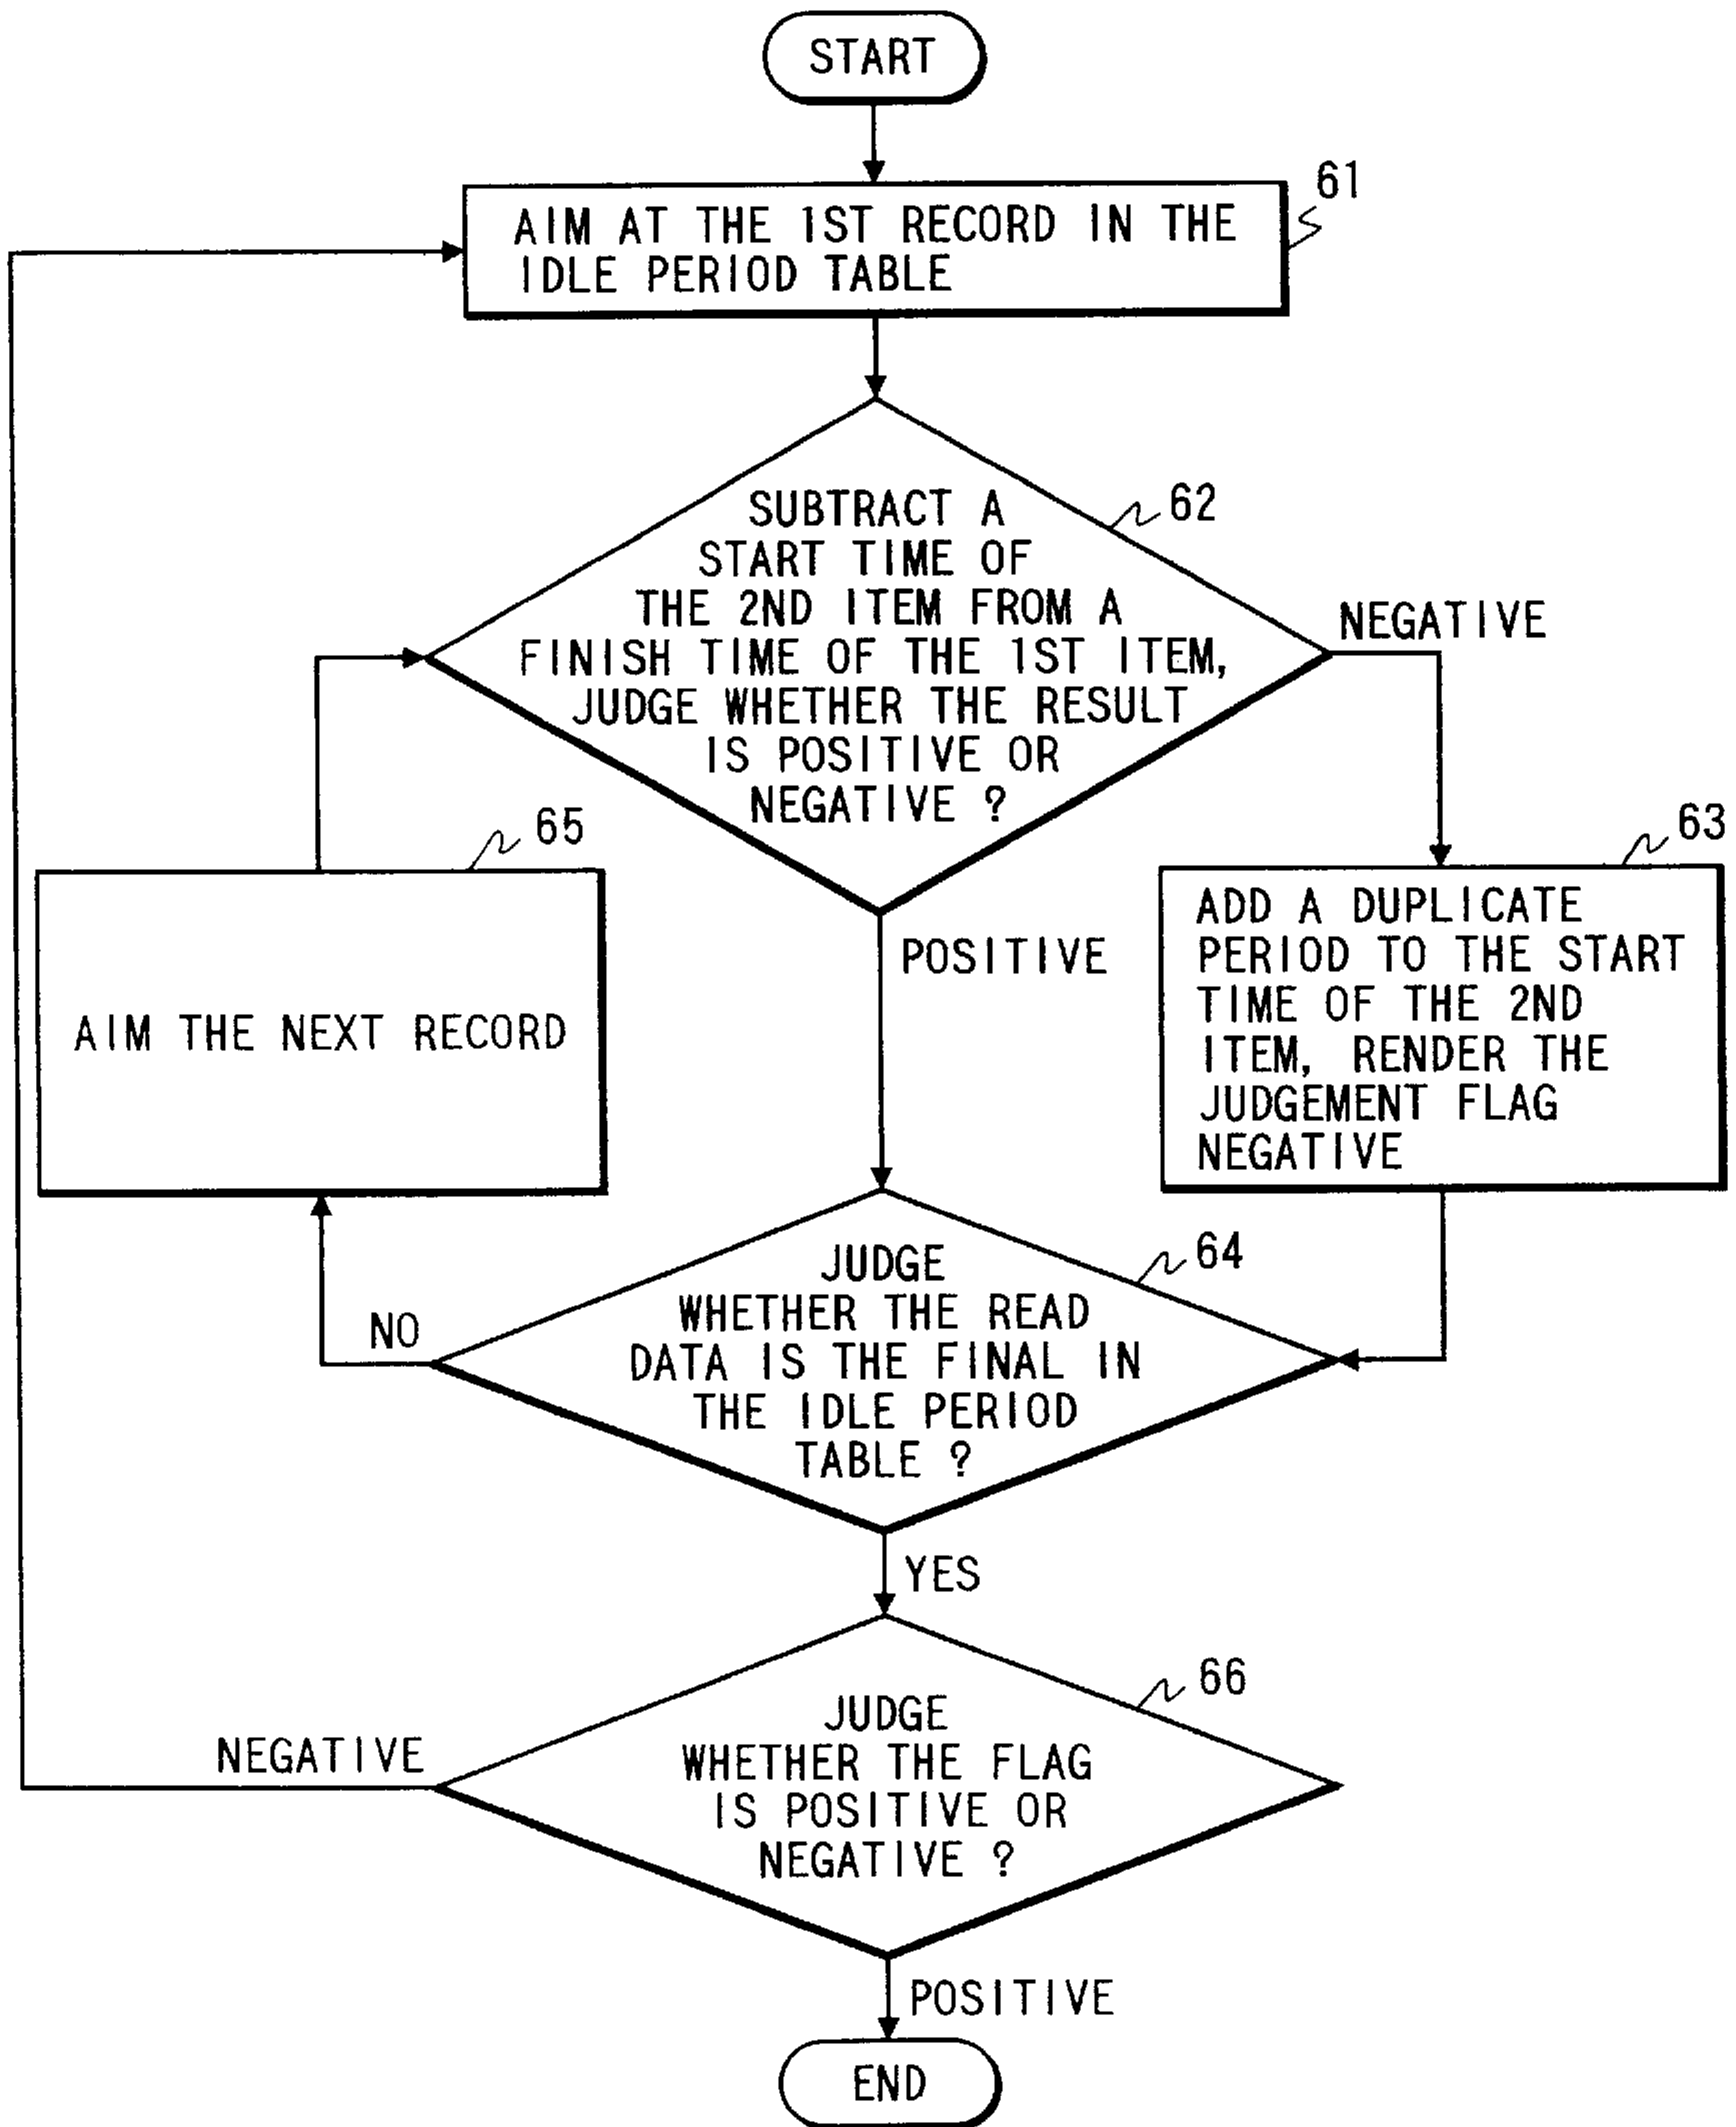 START
61
AIM AT THE 1ST RECORD IN THE
IDLE PERIOD TABLE
62
SUBTRACT A
START TIME OF
THE 2ND ITEM FROM A
FINISH TIME OF THE 1ST ITEM,
JUDGE WHETHER THE RESULT
IS POSITIVE OR
NEGATIVE ?
NEGATIVE
63
ADD A DUPLICATE
PERIOD TO THE START
TIME OF THE 2ND
ITEM, RENDER THE
JUDGEMENT FLAG
NEGATIVE
65
AIM THE NEXT RECORD
POSITIVE
64
JUDGE
WHETHER THE READ
DATA IS THE FINAL IN
THE IDLE PERIOD
TABLE ?
NO
YES
66
JUDGE
WHETHER THE FLAG
IS POSITIVE OR
NEGATIVE ?
NEGATIVE
POSITIVE
END